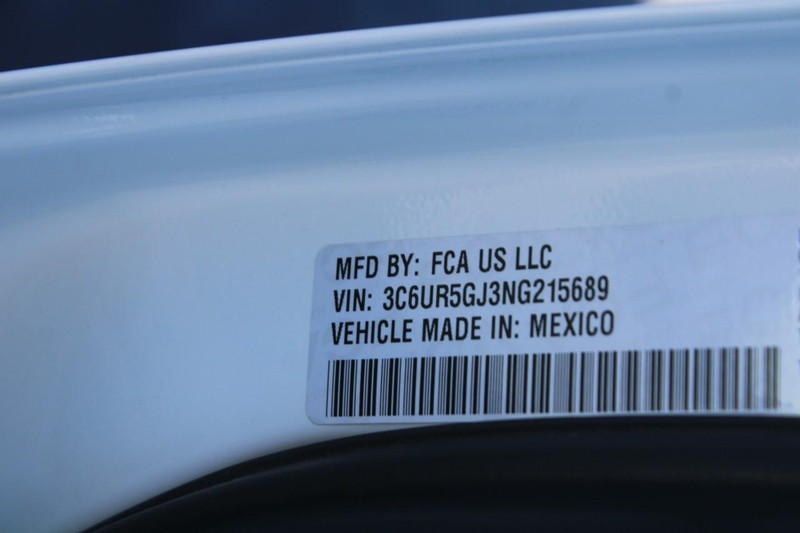 MFD BY: FCA US LLC
VIN: 3C6UR5GJ3NG215689
VEHICLE MADE IN: MEXICO